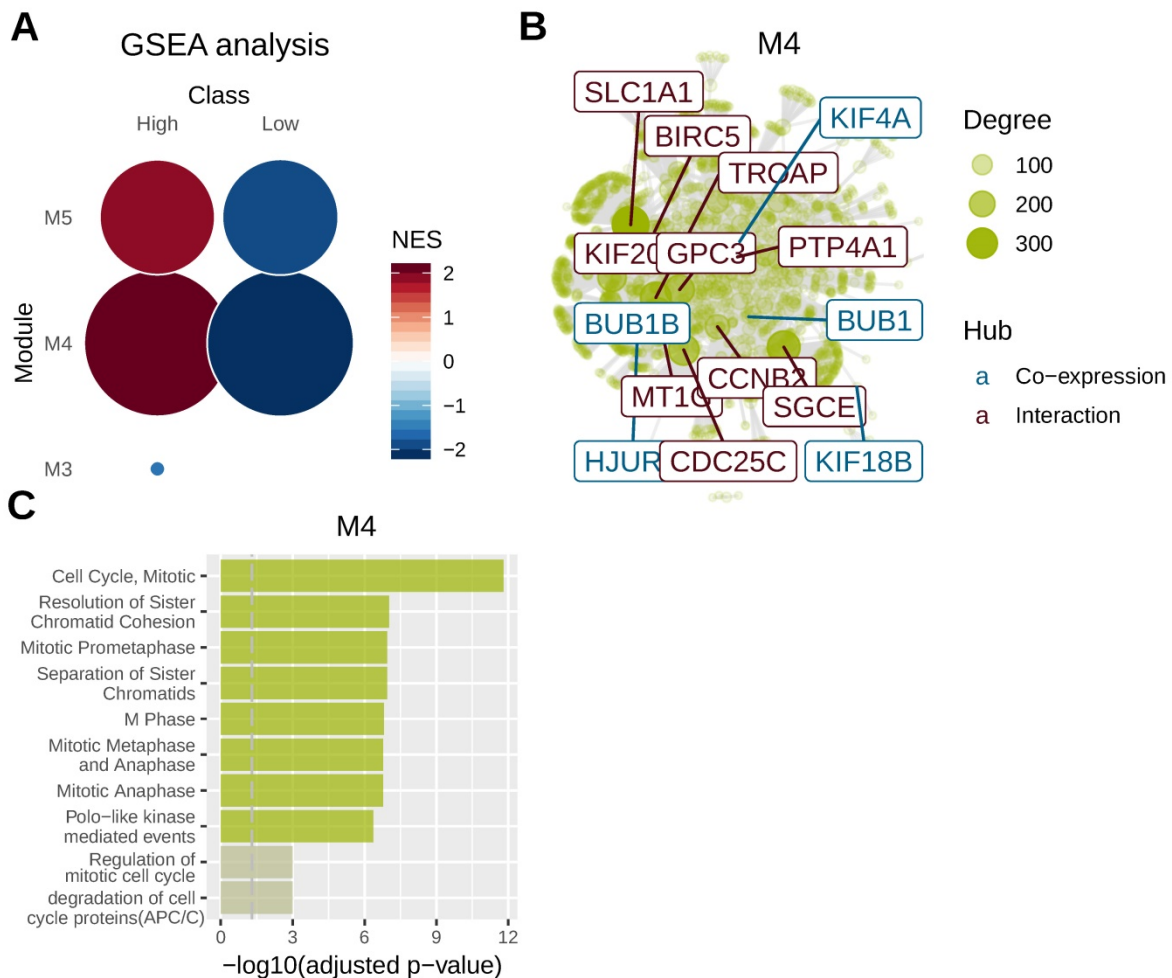 A
GSEA analysis
Class
High
Low
Module
M5
M4
M3
NES
2
1
0
−1
−2
B
M4
SLC1A1
BIRC5
KIF4A
TROAP
KIF20
GPC3
PTP4A1
BUB1B
BUB1
CCNB2
MT1G
SGCE
HJUR
CDC25C
KIF18B
Degree
100
200
300
Hub
a Co−expression
a Interaction
C
M4
Cell Cycle, Mitotic
Resolution of Sister
Chromatid Cohesion
Mitotic Prometaphase
Separation of Sister
Chromatids
M Phase
Mitotic Metaphase
and Anaphase
Mitotic Anaphase
Polo−like kinase
mediated events
Regulation of
mitotic cell cycle
degradation of cell
cycle proteins(APC/C)
0 3 6 9 12
−log10(adjusted p−value)